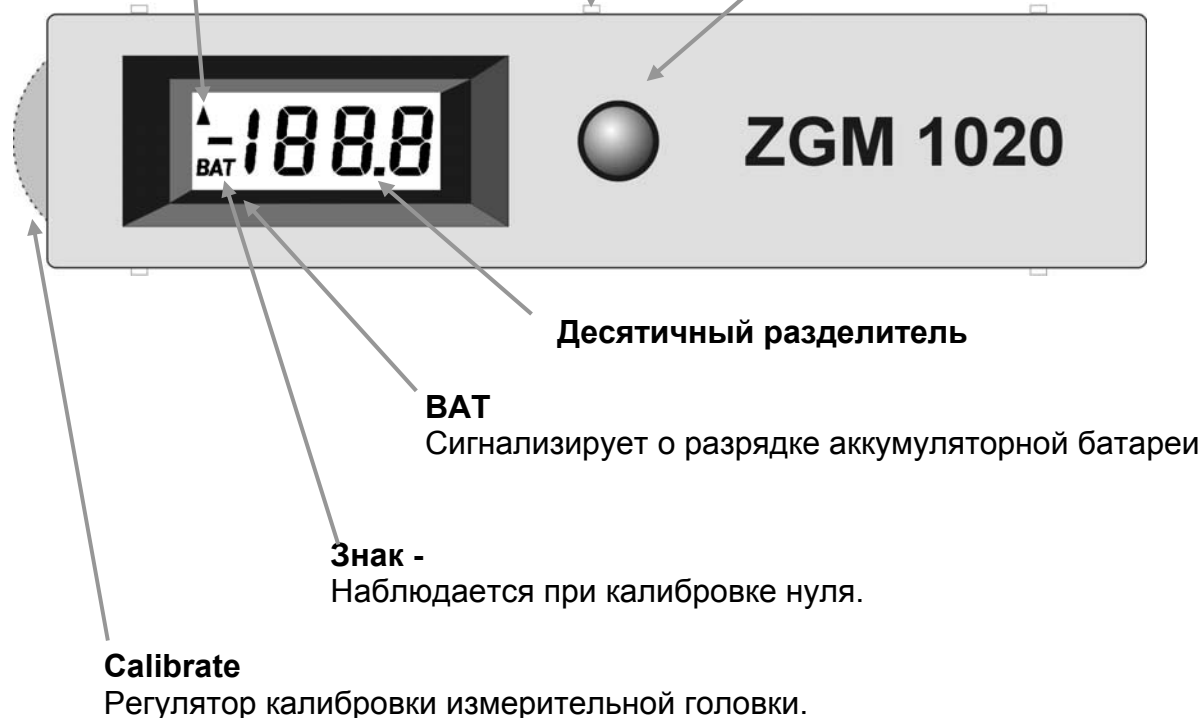 -188.8
BAT
ZGM 1020
Десятичный разделитель
BAT
Сигнализирует о разрядке аккумуляторной батареи
Знак -
Наблюдается при калибровке нуля.
Calibrate
Регулятор калибровки измерительной головки.